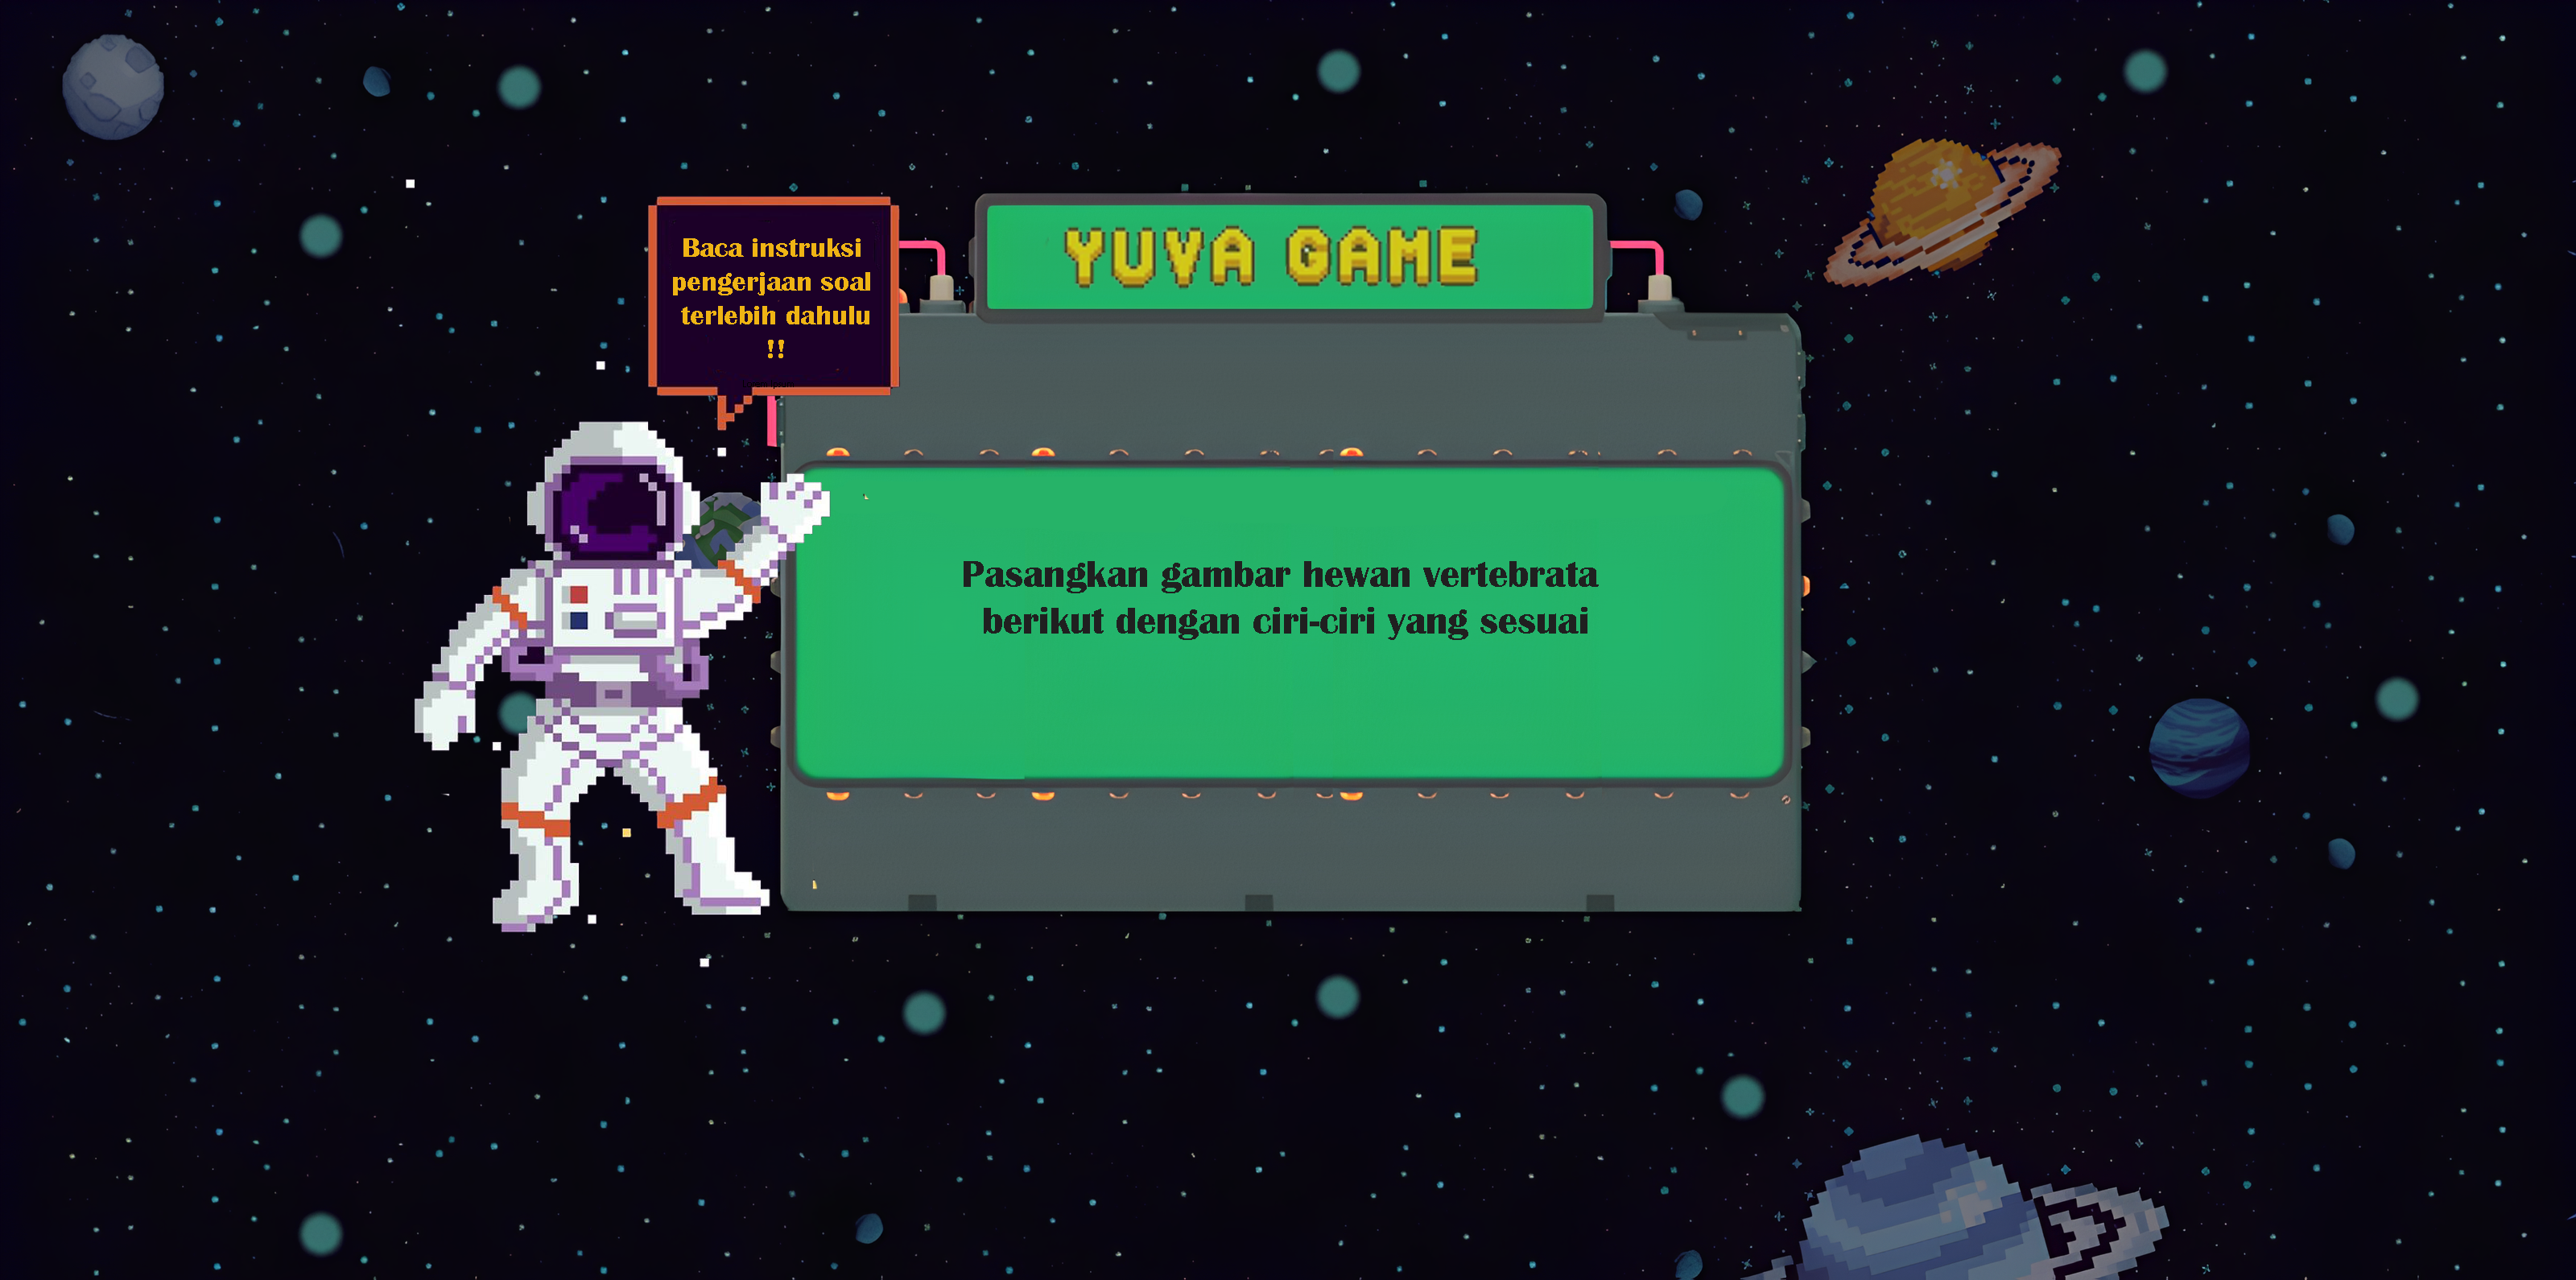 Baca instruksi
pengerjaan soal
terlebih dahulu
!!
YUVA GAME
Pasangkan gambar hewan vertebrata
berikut dengan ciri-ciri yang sesuai